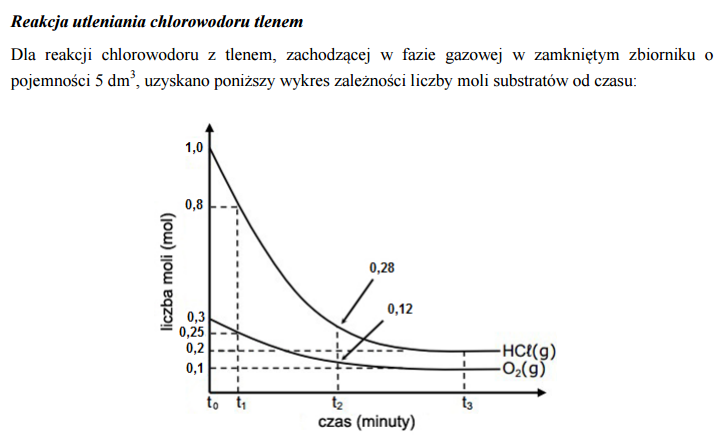 Reakcja utleniania chlorowodoru tlenem
Dla reakcji chlorowodoru z tlenem, zachodzącej w fazie gazowej w zamkniętym zbiorniku o
pojemności 5 dm³, uzyskano poniższy wykres zależności liczby moli substratów od czasu:
liczba moli (mol)
1,0
0,8
0,28
0,12
0,3
0,25
0,2
0,1
HCℓ(g)
O₂(g)
t₀ t₁ t₂ t₃
czas (minuty)